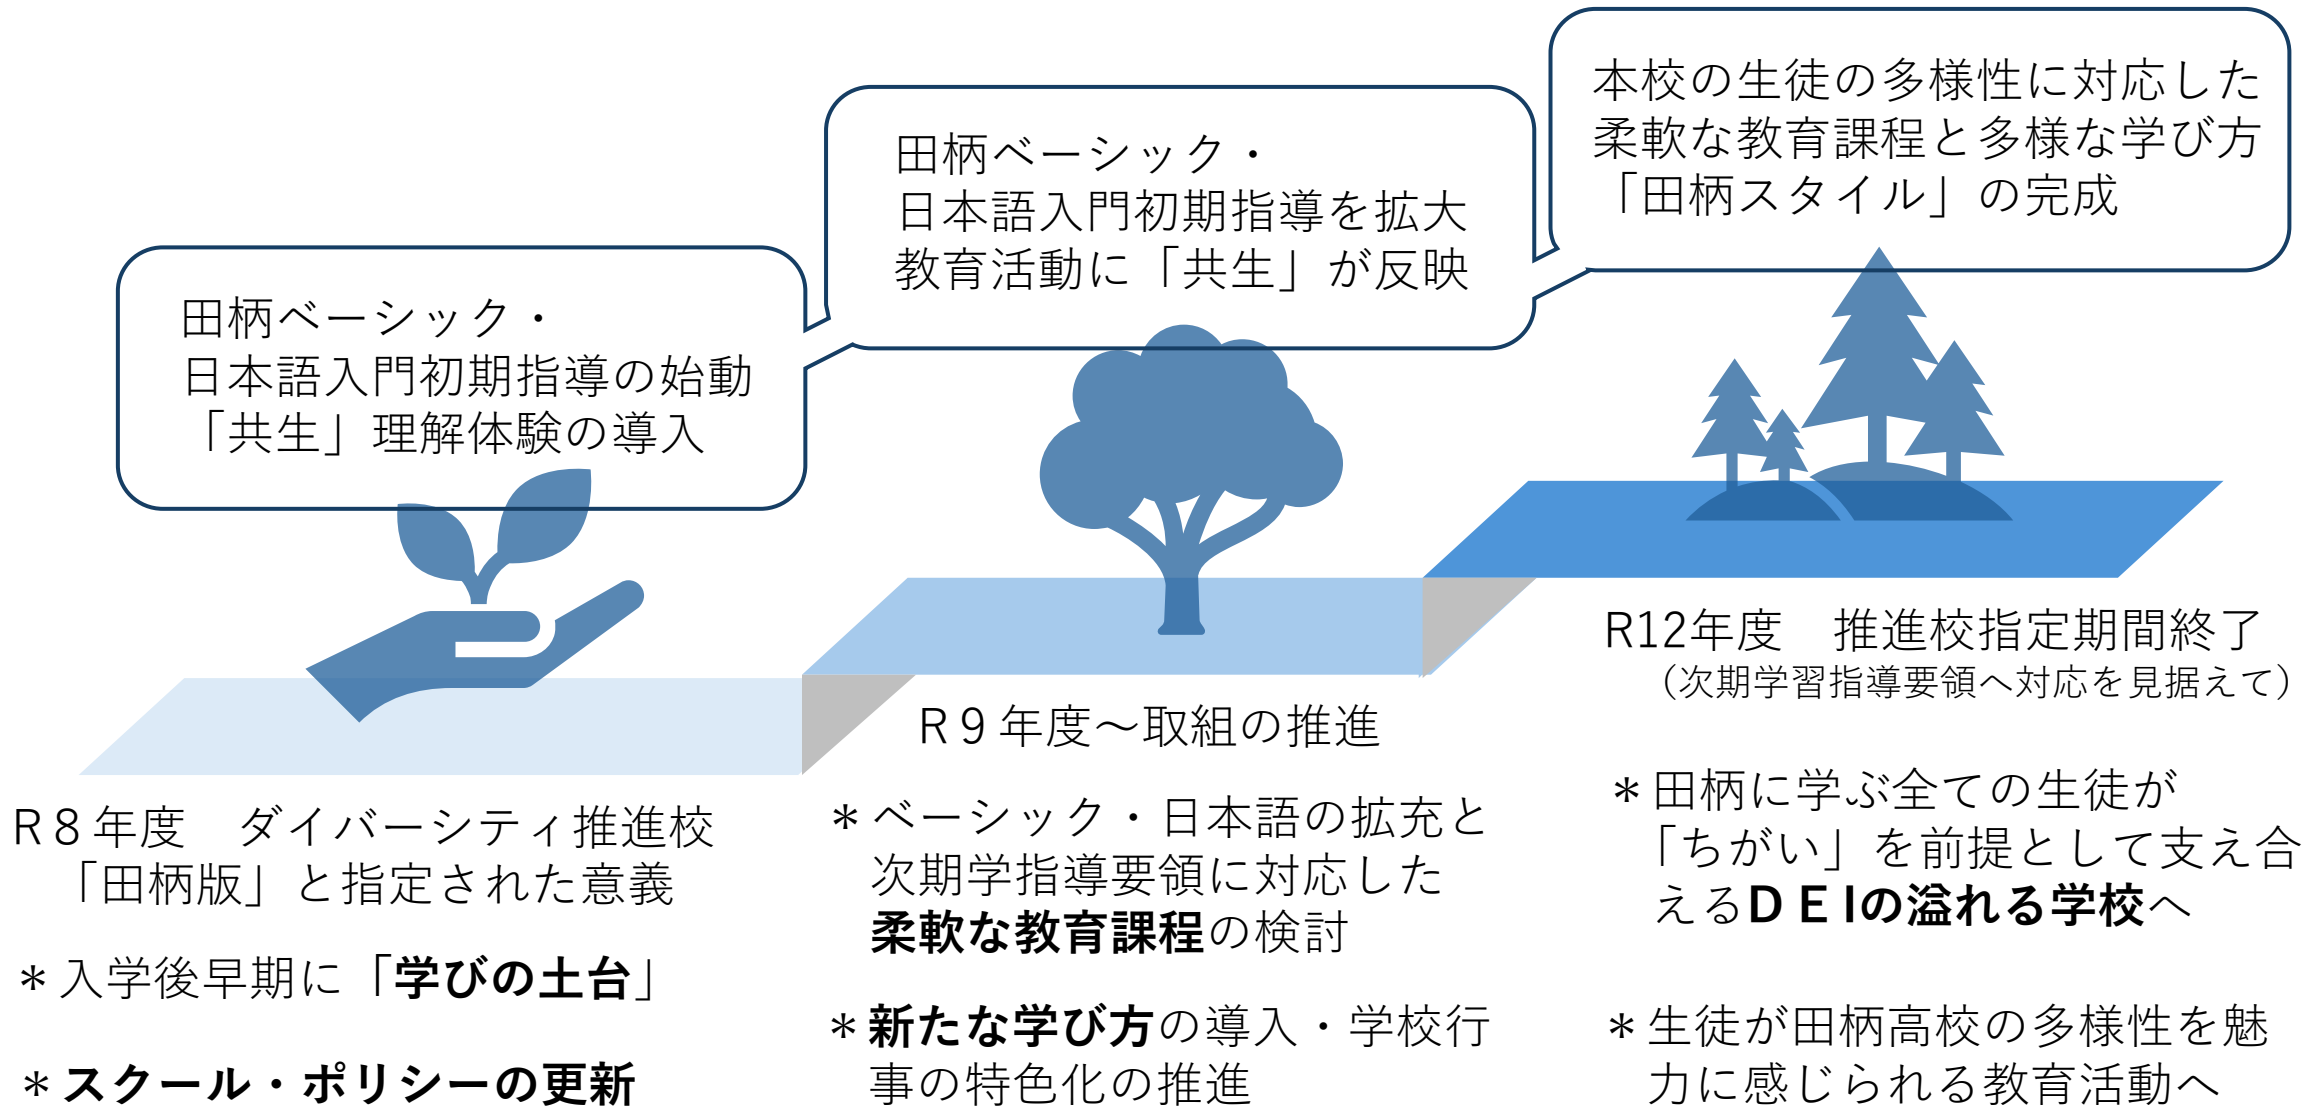 田柄ベーシック・
日本語入門初期指導の始動
「共生」理解体験の導入
R８年度　ダイバーシティ推進校
「田柄版」と指定された意義
＊入学後早期に「学びの土台」
＊スクール・ポリシーの更新
田柄ベーシック・
日本語入門初期指導を拡大
教育活動に「共生」が反映
R９年度～取組の推進
＊ベーシック・日本語の拡充と
次期学指導要領に対応した
柔軟な教育課程の検討
＊新たな学び方の導入・学校行
事の特色化の推進
本校の生徒の多様性に対応した
柔軟な教育課程と多様な学び方
「田柄スタイル」の完成
R12年度　推進校指定期間終了
（次期学習指導要領へ対応を見据えて）
＊田柄に学ぶ全ての生徒が
「ちがい」を前提として支え合
えるＤＥIの溢れる学校へ
＊生徒が田柄高校の多様性を魅
力に感じられる教育活動へ